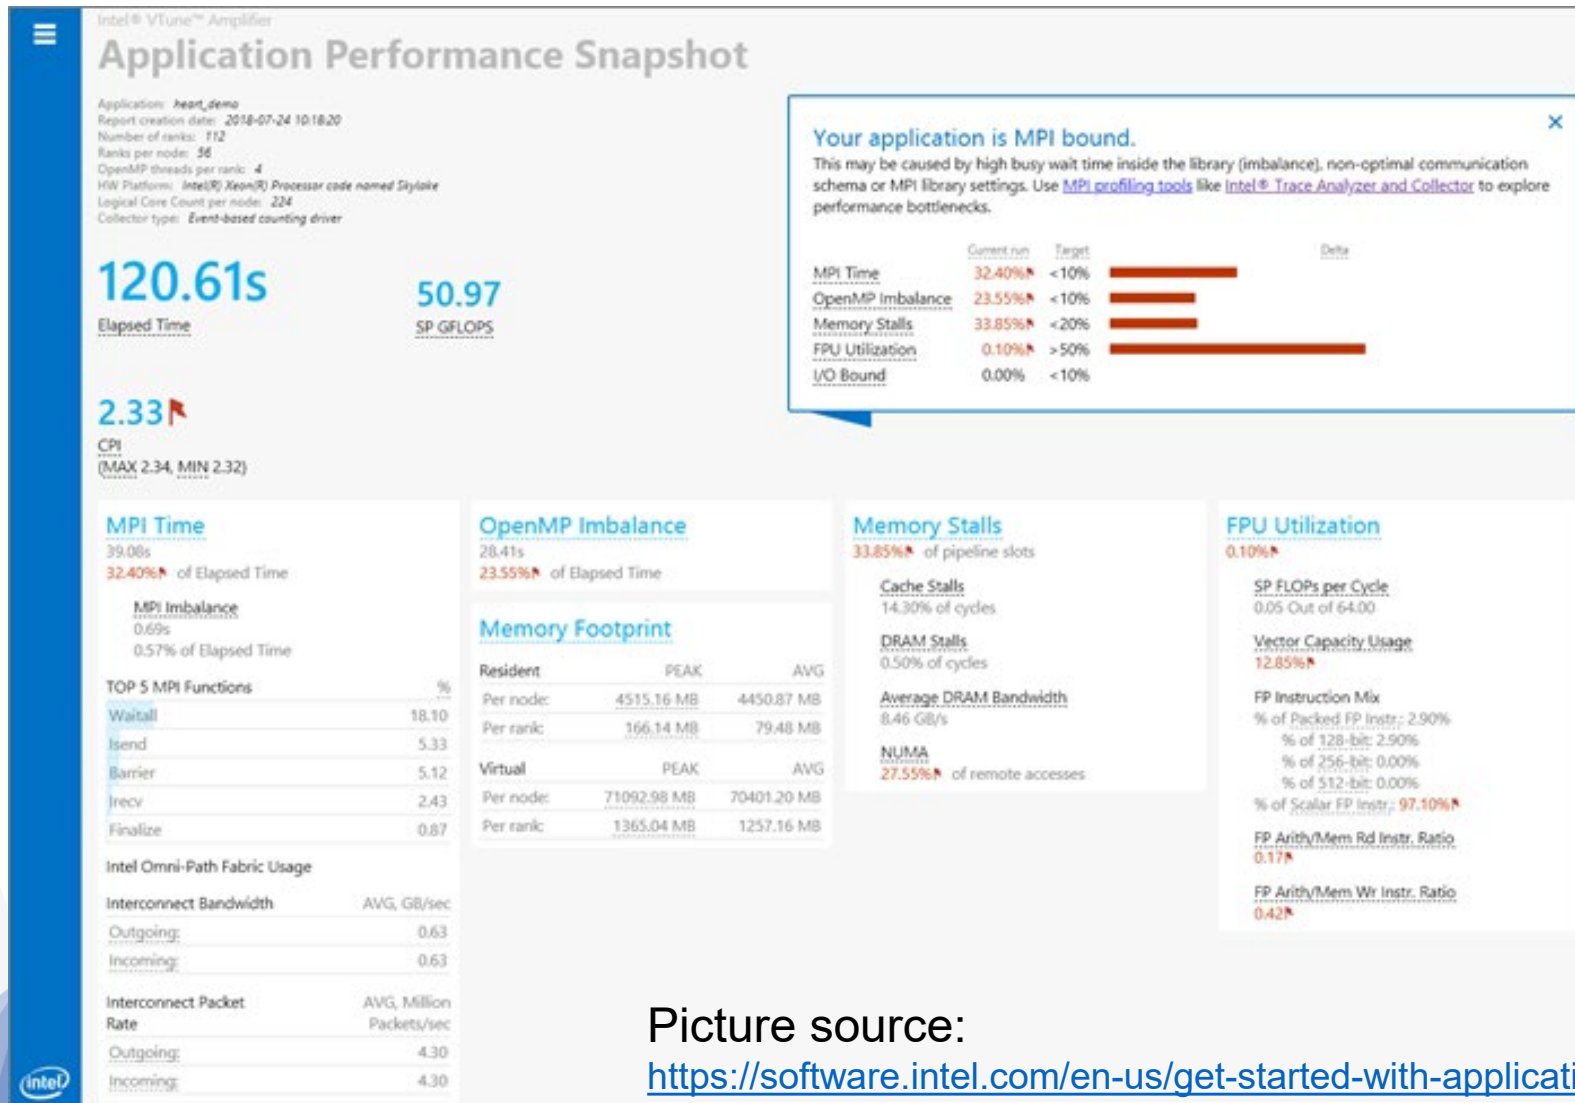 Intel® VTune™ Amplifier
Application Performance Snapshot
Application: heart_demo
Report creation date: 2018-07-24 10:18:20
Number of ranks: 112
Ranks per node: 56
OpenMP threads per rank: 4
HW Platform: Intel(R) Xeon(R) Processor code named Skylake
Logical Core Count per node: 224
Collector type: Event-based counting driver
120.61s
Elapsed Time
50.97
SP GFLOPS
2.33
CPI
(MAX 2.34, MIN 2.32)
Your application is MPI bound.
This may be caused by high busy wait time inside the library (imbalance), non-optimal communication
schema or MPI library settings. Use MPI profiling tools like Intel® Trace Analyzer and Collector to explore
performance bottlenecks.
Current run Target Delta
MPI Time 32.40% <10%
OpenMP Imbalance 23.55% <10%
Memory Stalls 33.85% <20%
FPU Utilization 0.10% >50%
I/O Bound 0.00% <10%
MPI Time
39.08s
32.40% of Elapsed Time
MPI Imbalance
0.69s
0.57% of Elapsed Time
TOP 5 MPI Functions %
Waitall 18.10
Isend 5.33
Barrier 5.12
Irecv 2.43
Finalize 0.87
Intel Omni-Path Fabric Usage
Interconnect Bandwidth AVG, GB/sec
Outgoing: 0.63
Incoming: 0.63
Interconnect Packet AVG, Million
Rate Packets/sec
Outgoing: 4.30
Incoming: 4.30
OpenMP Imbalance
28.41s
23.55% of Elapsed Time
Memory Footprint
Resident PEAK AVG
Per node: 4515.16 MB 4450.87 MB
Per rank: 166.14 MB 79.48 MB
Virtual PEAK AVG
Per node: 71092.98 MB 70401.20 MB
Per rank: 1365.04 MB 1257.16 MB
Memory Stalls
33.85% of pipeline slots
Cache Stalls
14.30% of cycles
DRAM Stalls
0.50% of cycles
Average DRAM Bandwidth
8.46 GB/s
NUMA
27.55% of remote accesses
FPU Utilization
0.10%
SP FLOPs per Cycle
0.05 Out of 64.00
Vector Capacity Usage
12.85%
FP Instruction Mix
% of Packed FP Instr.: 2.90%
% of 128-bit: 2.90%
% of 256-bit: 0.00%
% of 512-bit: 0.00%
% of Scalar FP Instr.: 97.10%
FP Arith/Mem Rd Instr. Ratio
0.17
FP Arith/Mem Wr Instr. Ratio
0.42
intel
Picture source:
https://software.intel.com/en-us/get-started-with-applicati